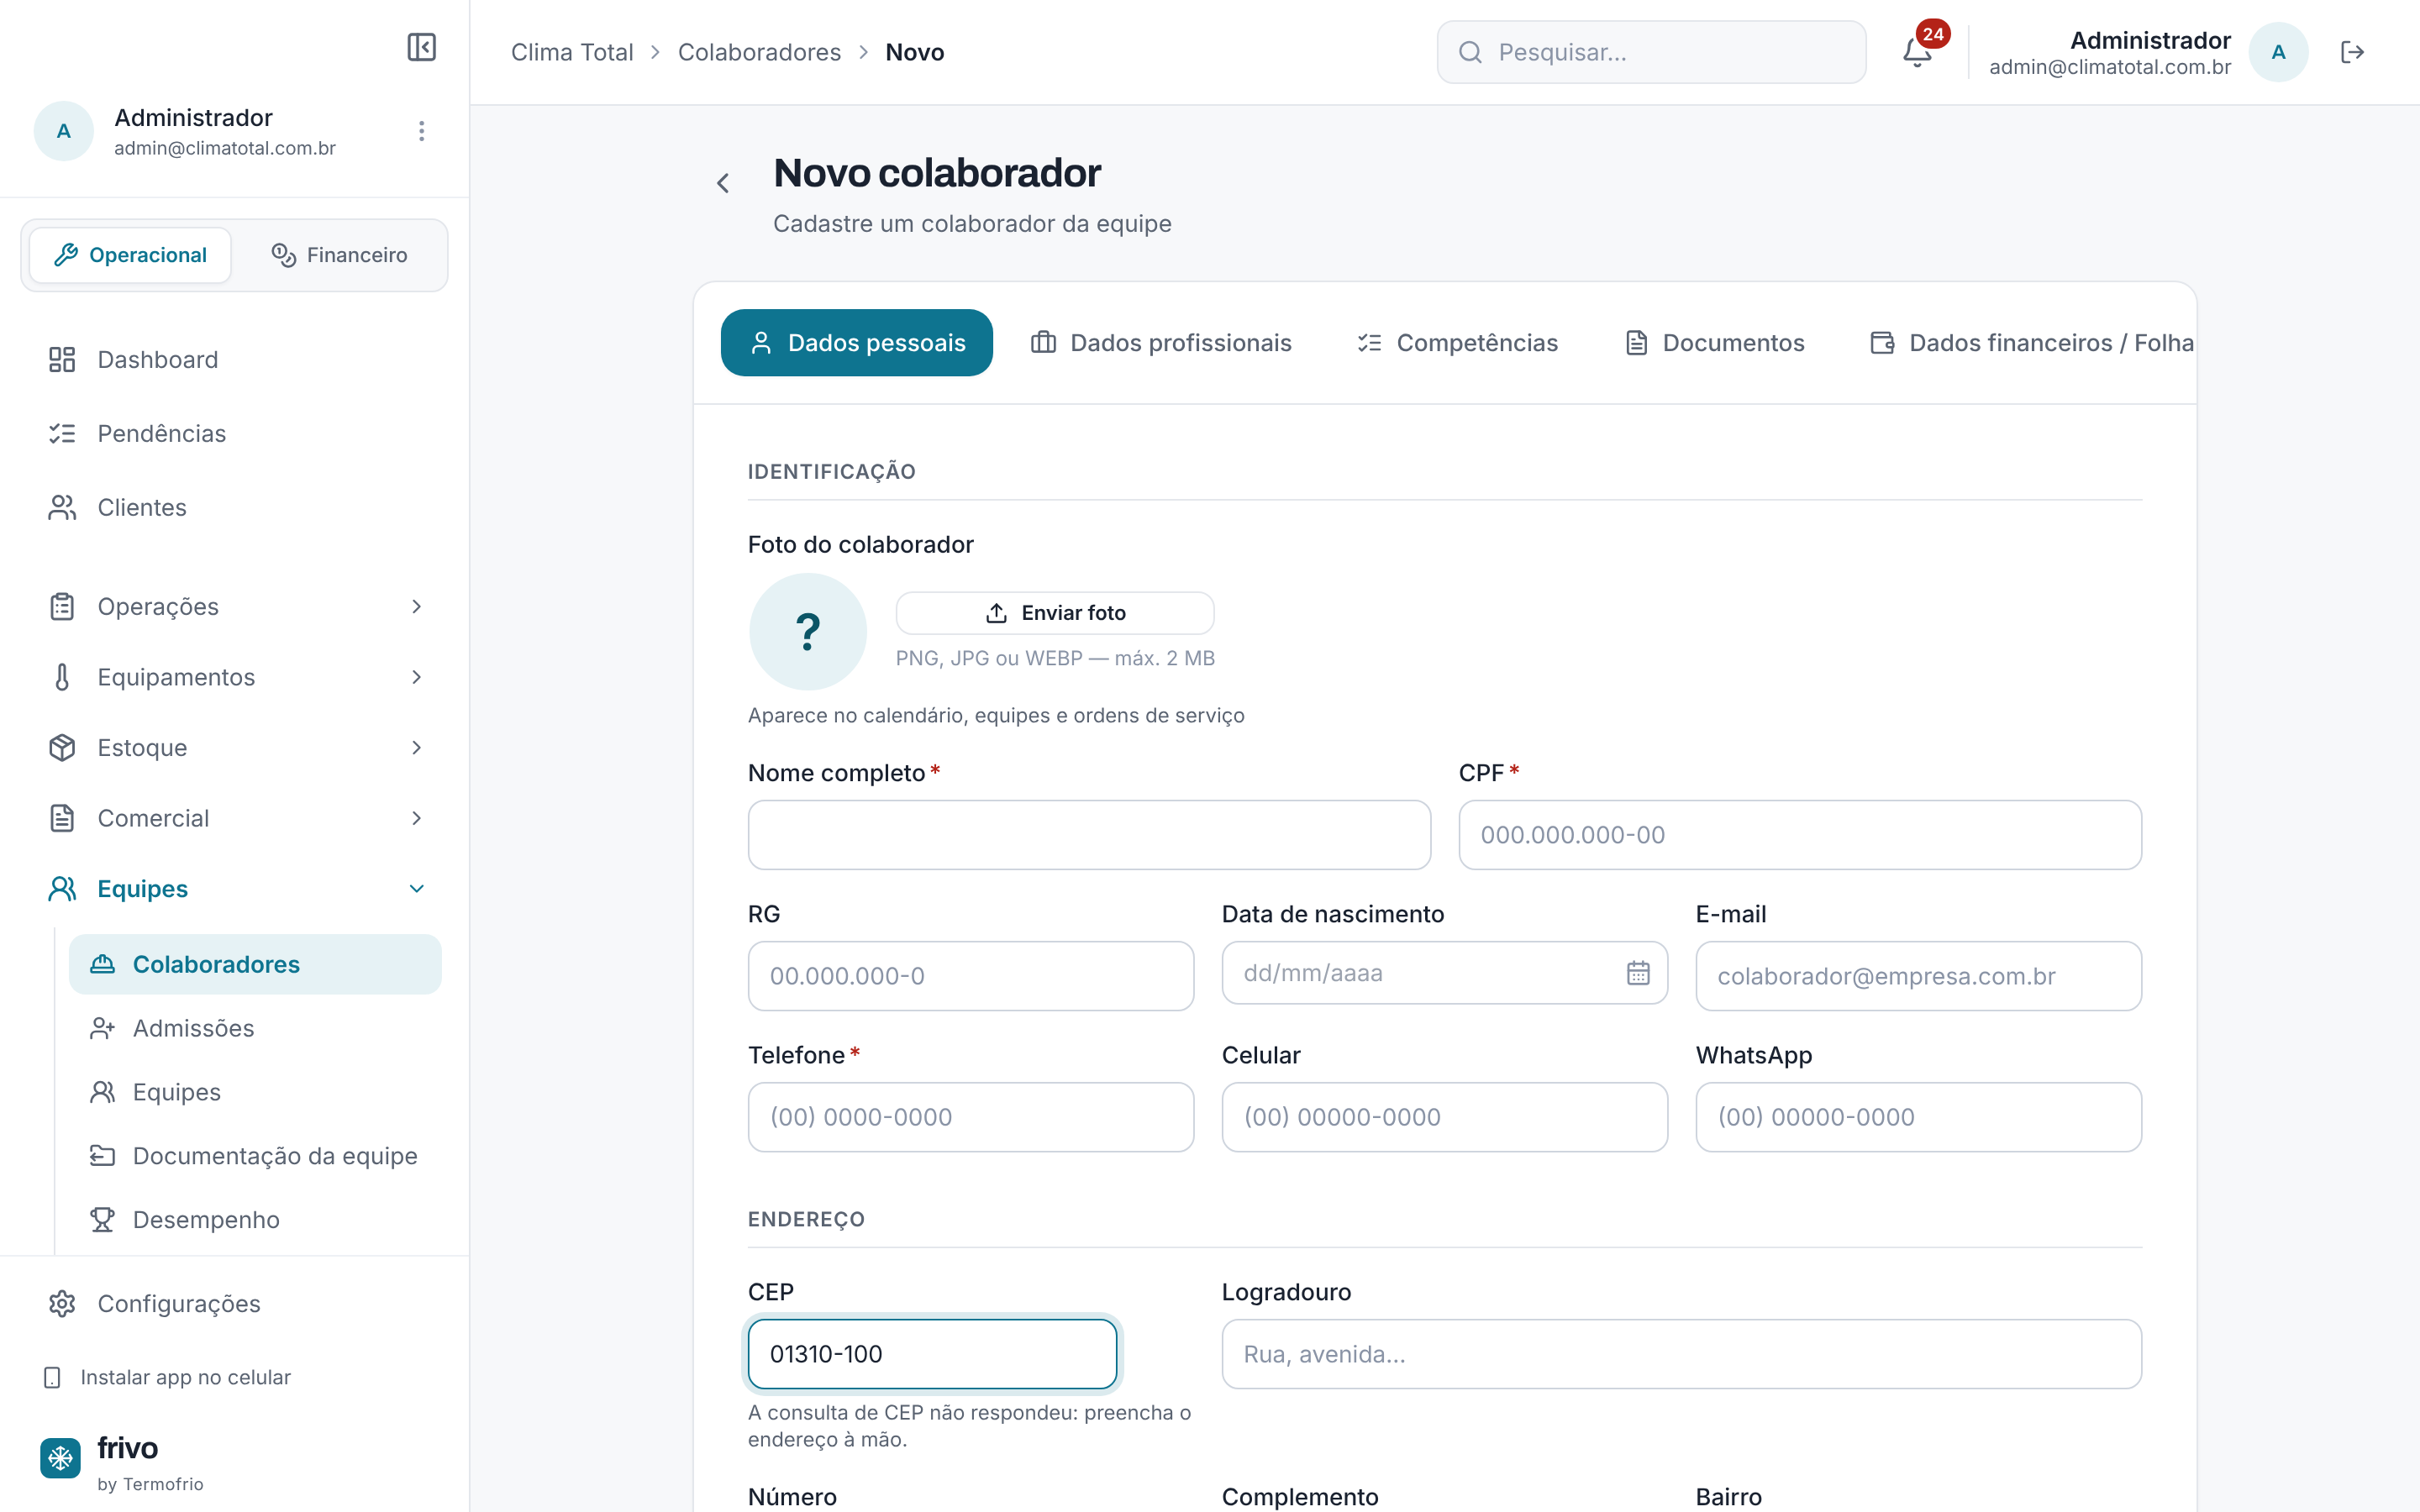 Administrador
admin@climatotal.com.br
A
Operacional
Financeiro
Dashboard
Pendências
Clientes
Operações
Equipamentos
Estoque
Comercial
Equipes
Colaboradores
Admissões
Equipes
Documentação da equipe
Desempenho
Configurações
Instalar app no celular
frivo
by Termofrio
Clima Total > Colaboradores > Novo
Pesquisar...
24
Administrador
admin@climatotal.com.br
A
Novo colaborador
Cadastre um colaborador da equipe
Dados pessoais
Dados profissionais
Competências
Documentos
Dados financeiros / Folha
IDENTIFICAÇÃO
Foto do colaborador
?
Enviar foto
PNG, JPG ou WEBP — máx. 2 MB
Aparece no calendário, equipes e ordens de serviço
Nome completo*
CPF*
000.000.000-00
RG
Data de nascimento
E-mail
00.000.000-0
dd/mm/aaaa
colaborador@empresa.com.br
Telefone*
Celular
WhatsApp
(00) 0000-0000
(00) 00000-0000
(00) 00000-0000
ENDEREÇO
CEP
Logradouro
01310-100
Rua, avenida...
A consulta de CEP não respondeu: preencha o
endereço à mão.
Número
Complemento
Bairro